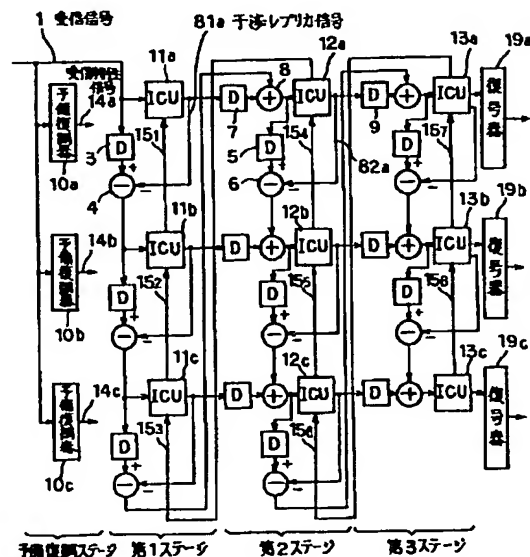 1 受信信号
81a 干渉レプリカ信号
11a
12a
13a
19a
受信特性
信号
14a
ICU
D
8
ICU
D
ICU
復号器
予備復調器
7
9
3
D
15₁
5
D
15₄
D
15₇
10a
4
6
82a
11b
12b
13b
19b
14b
ICU
D
ICU
D
ICU
復号器
予備復調器
D
15₂
D
15₅
D
15₈
10b
11c
12c
13c
19c
14c
ICU
D
ICU
D
ICU
復号器
予備復調器
10c
D
15₃
D
15₆
予備復調ステージ
第1ステージ
第2ステージ
第3ステージ